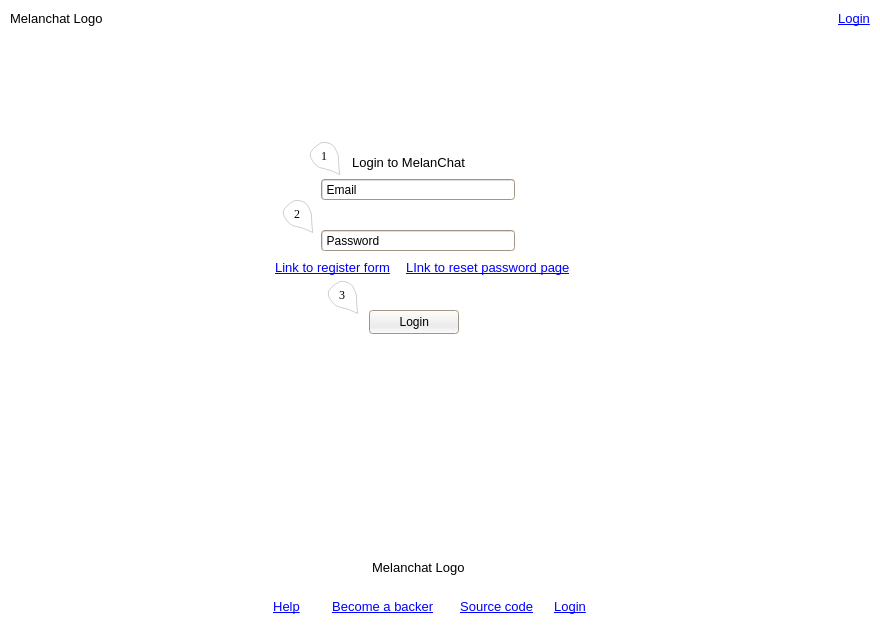 Melanchat Logo Login
1
Login to MelanChat
Email
2
Password
Link to register form LInk to reset password page
3
Login
Melanchat Logo
Help Become a backer Source code Login